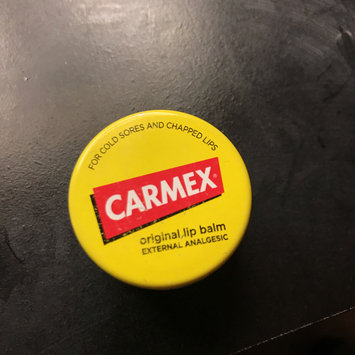 FOR COLD SORES AND CHAPPED LIPS
CARMEX®
original lip balm
EXTERNAL ANALGESIC